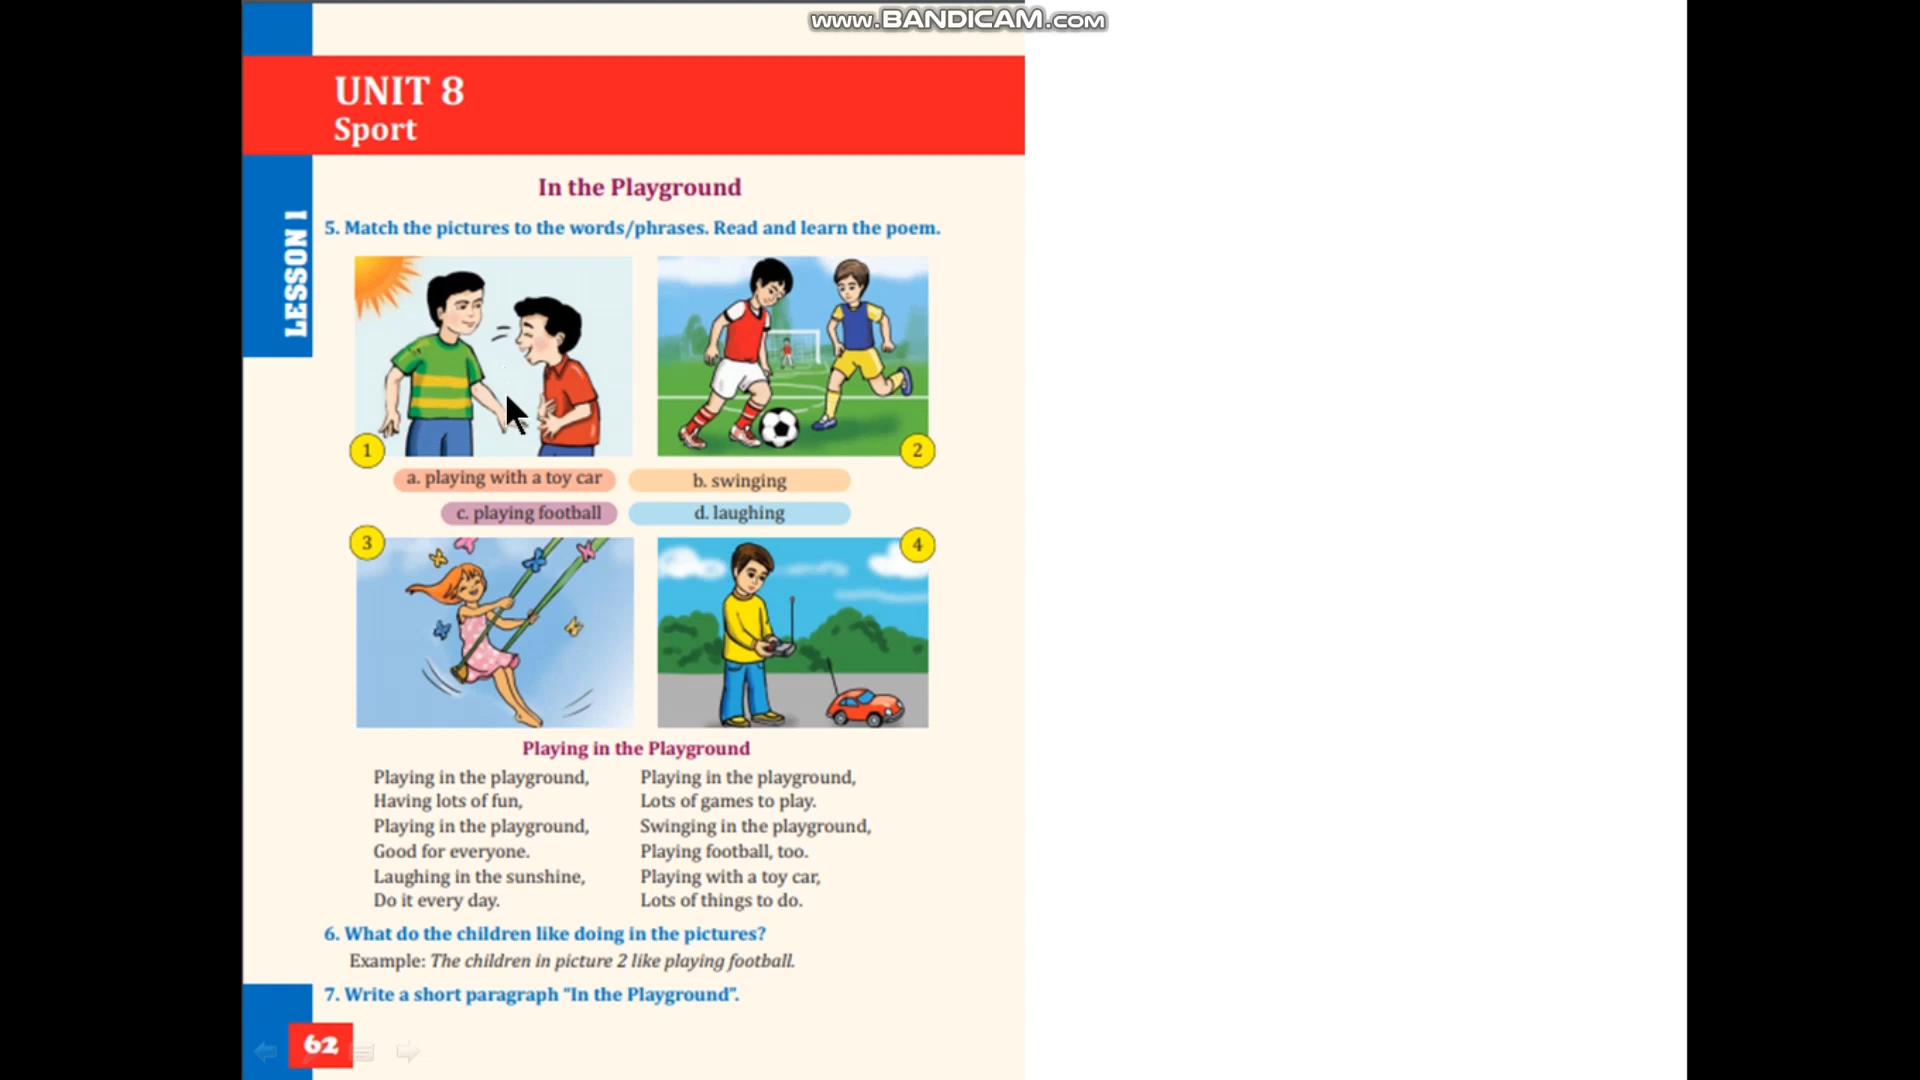 www.BANDICAM.com
UNIT 8
Sport
LESSON 1
In the Playground
5. Match the pictures to the words/phrases. Read and learn the poem.
1
2
a. playing with a toy car
b. swinging
c. playing football
d. laughing
3
4
Playing in the Playground
Playing in the playground,
Having lots of fun,
Playing in the playground,
Good for everyone.
Laughing in the sunshine,
Do it every day.
Playing in the playground,
Lots of games to play.
Swinging in the playground,
Playing football, too.
Playing with a toy car,
Lots of things to do.
6. What do the children like doing in the pictures?
Example: The children in picture 2 like playing football.
7. Write a short paragraph “In the Playground”.
62